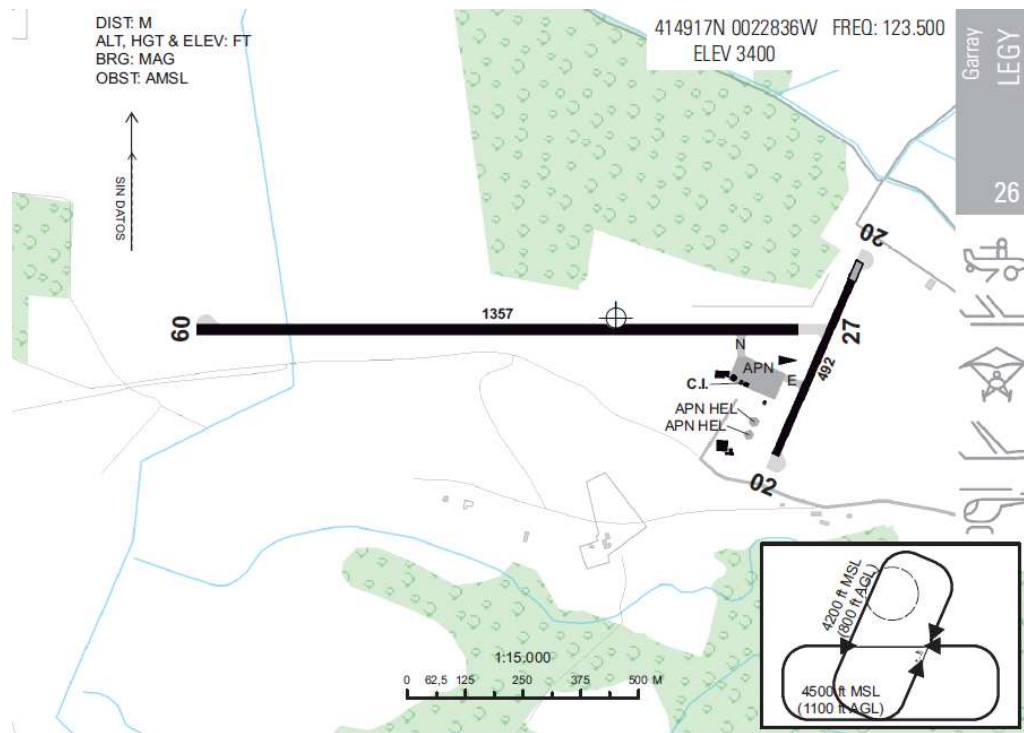 DIST: M
ALT, HGT & ELEV: FT
BRG: MAG
OBST: AMSL
414917N 0022836W FREQ: 123.500
ELEV 3400
Garray
LEGY
26
SIN DATOS
20
1357
09
27
N
APN
E
492
C.I.
APN HEL
APN HEL
02
1:15.000
0 62,5 125 250 375 500 M
4200 ft MSL
(800 ft AGL)
4500 ft MSL
(1100 ft AGL)